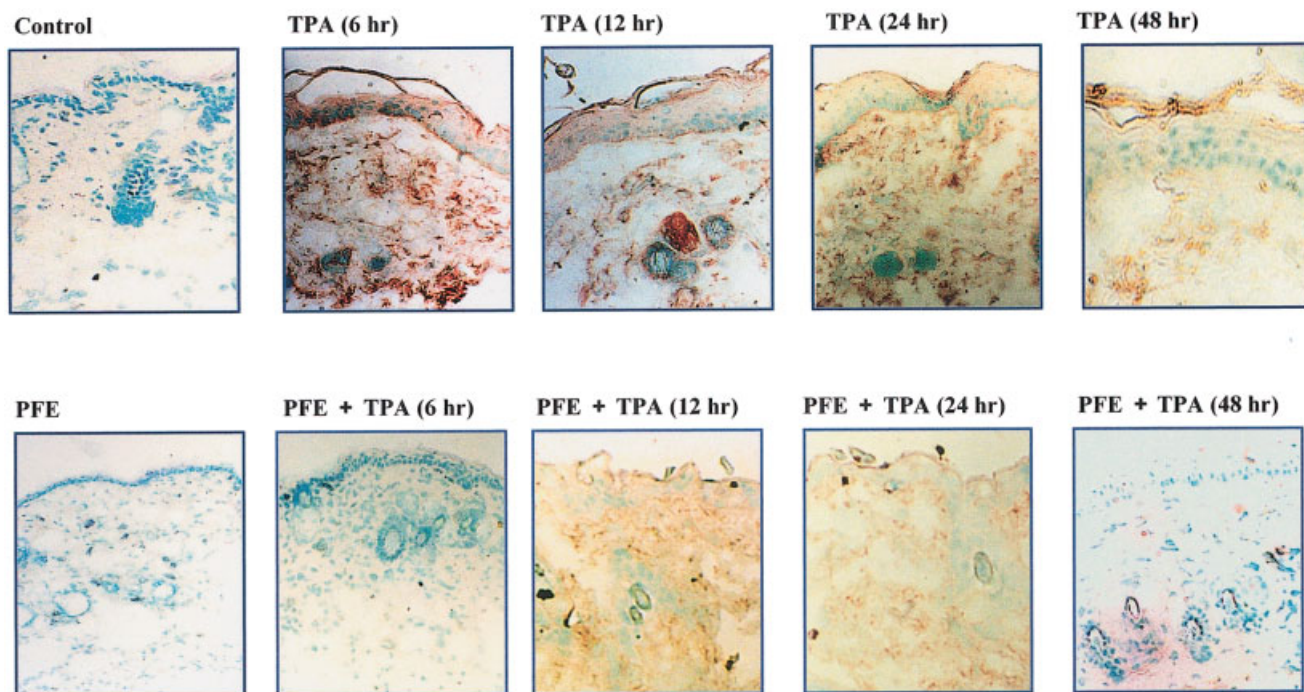 Control
TPA (6 hr)
TPA (12 hr)
TPA (24 hr)
TPA (48 hr)
PFE
PFE + TPA (6 hr)
PFE + TPA (12 hr)
PFE + TPA (24 hr)
PFE + TPA (48 hr)